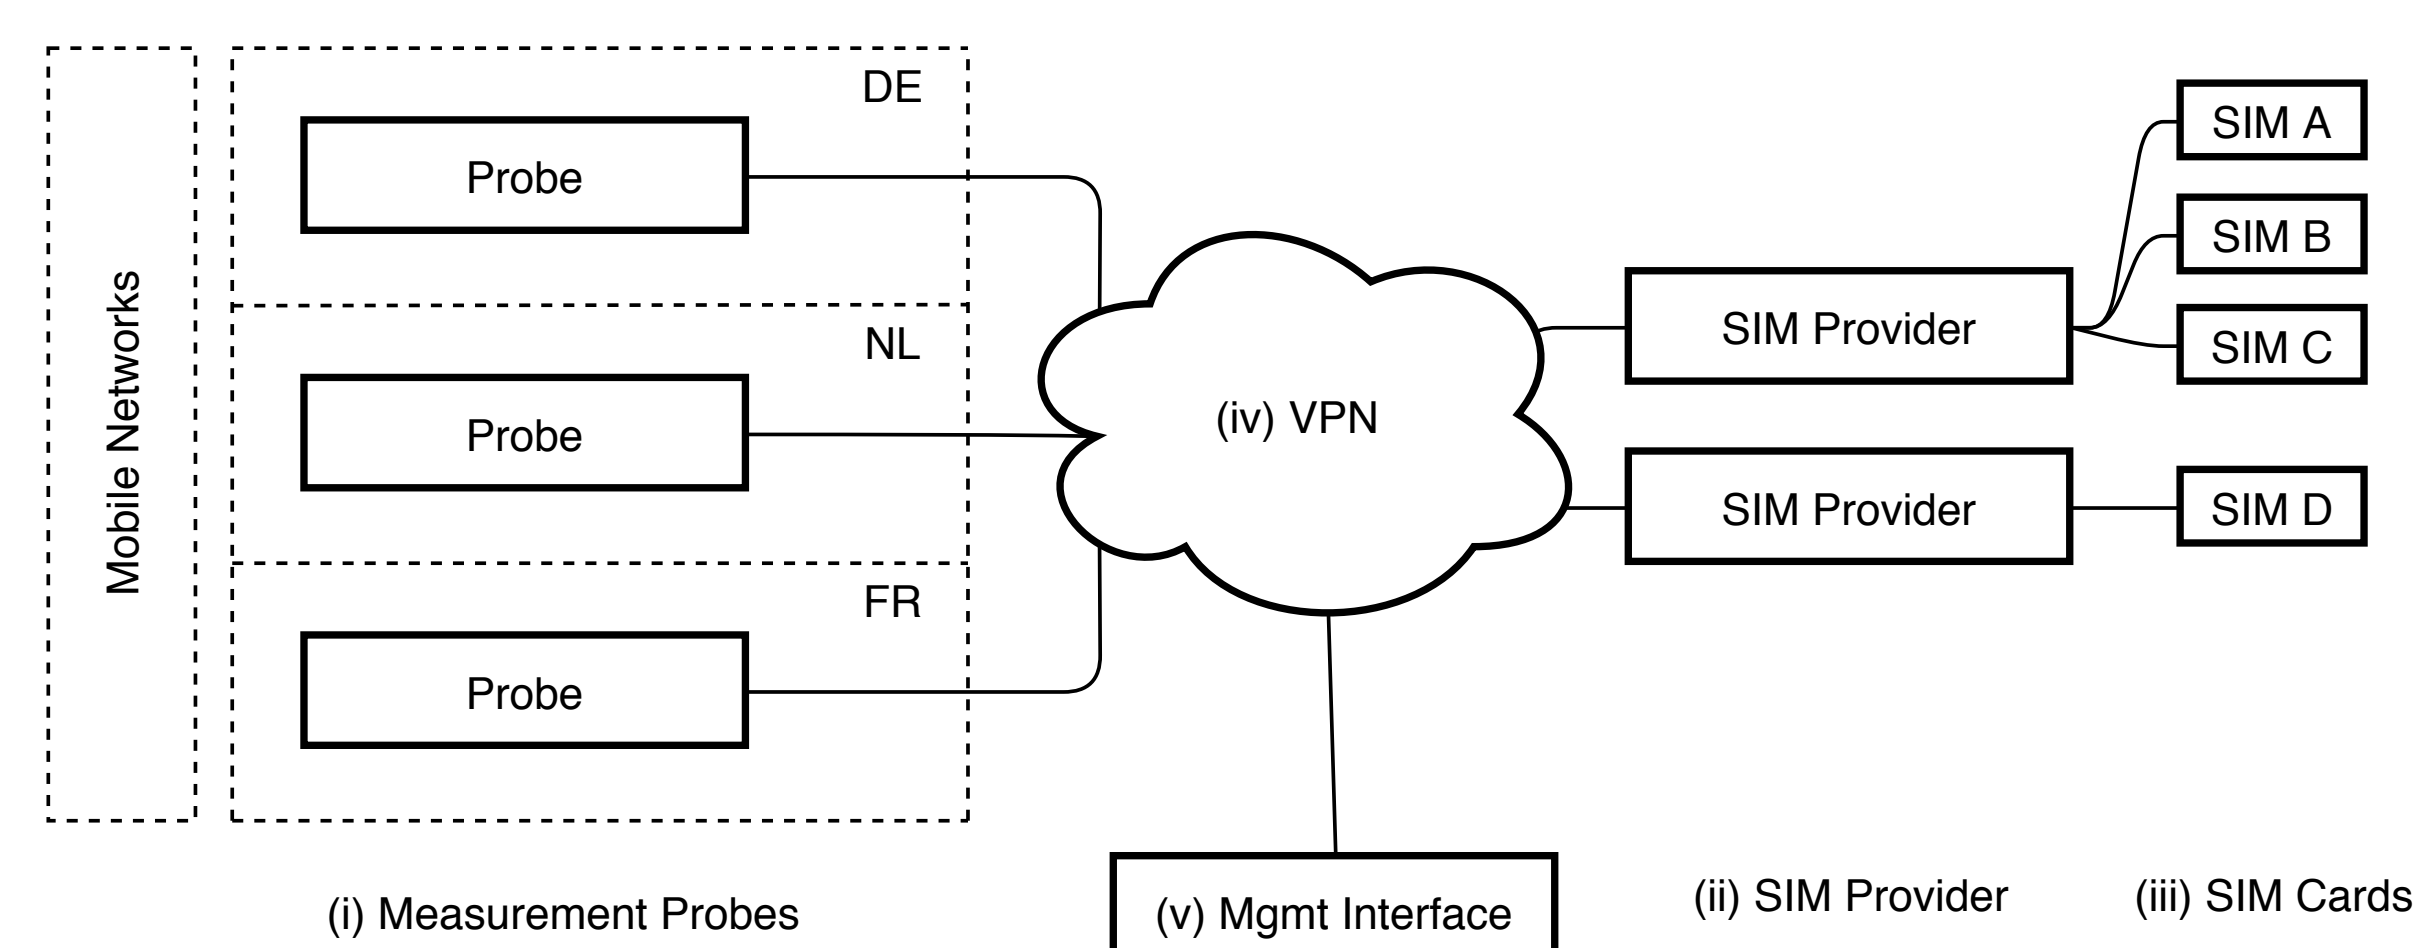 Mobile Networks
DE
Probe
NL
Probe
FR
Probe
(i) Measurement Probes
(iv) VPN
(v) Mgmt Interface
SIM Provider
SIM Provider
(ii) SIM Provider
SIM A
SIM B
SIM C
SIM D
(iii) SIM Cards